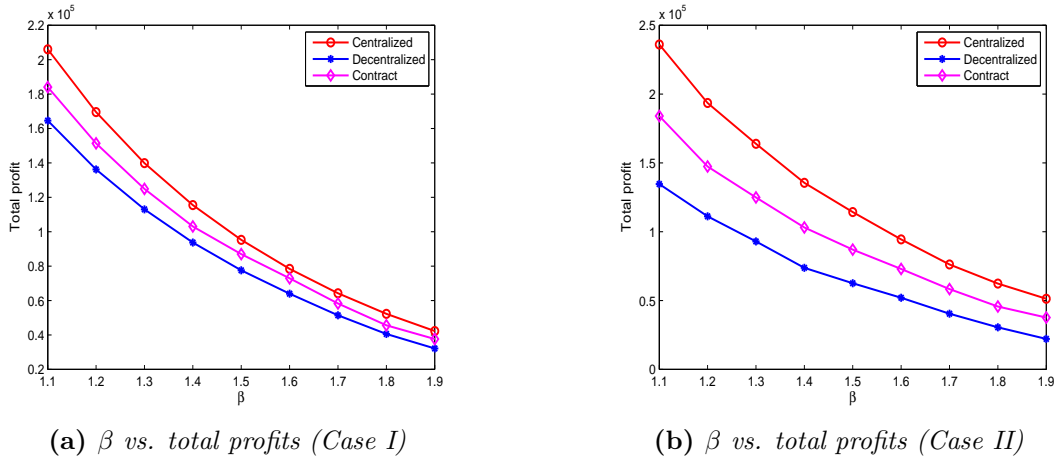 x 10⁵
2.2
2
1.8
1.6
1.4
1.2
1
0.8
0.6
0.4
0.2
Total profit
1.1 1.2 1.3 1.4 1.5 1.6 1.7 1.8 1.9
β
Centralized
Decentralized
Contract
(a) β vs. total profits (Case I)
x 10⁵
2.5
2
1.5
1
0.5
0
Total profit
1.1 1.2 1.3 1.4 1.5 1.6 1.7 1.8 1.9
β
Centralized
Decentralized
Contract
(b) β vs. total profits (Case II)